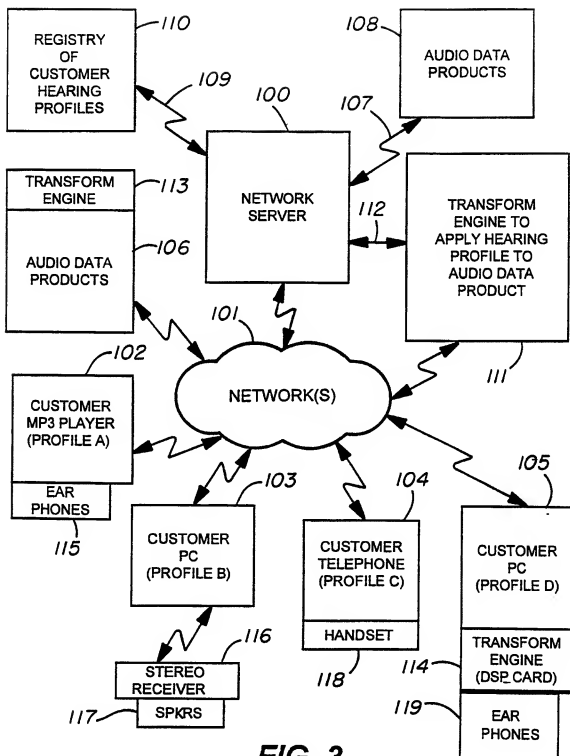 110
REGISTRY
OF
CUSTOMER
HEARING
PROFILES
109
100
NETWORK
SERVER
108
AUDIO DATA
PRODUCTS
107
TRANSFORM
ENGINE
113
AUDIO DATA
PRODUCTS
106
112
TRANSFORM
ENGINE TO
APPLY HEARING
PROFILE TO
AUDIO DATA
PRODUCT
111
101
NETWORK(S)
102
CUSTOMER
MP3 PLAYER
(PROFILE A)
EAR
PHONES
115
103
CUSTOMER
PC
(PROFILE B)
116
STEREO
RECEIVER
117
SPKRS
104
CUSTOMER
TELEPHONE
(PROFILE C)
HANDSET
118
105
CUSTOMER
PC
(PROFILE D)
114
TRANSFORM
ENGINE
(DSP CARD)
119
EAR
PHONES